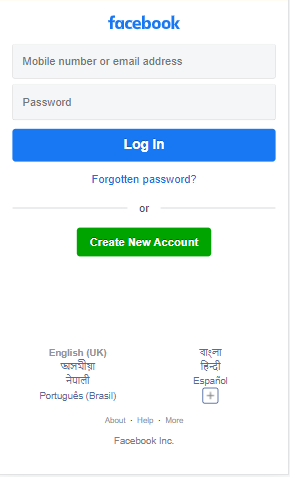 facebook
Mobile number or email address
Password
Log In
Forgotten password?
or
Create New Account
English (UK)
বাংলা
অসমীয়া
हिन्दी
नेपाली
Español
Português (Brasil)
About · Help · More
Facebook Inc.